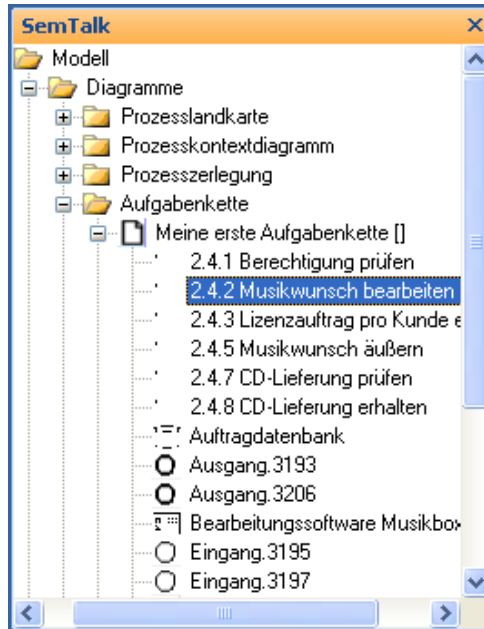 SemTalk
Modell
Diagramme
Prozesslandkarte
Prozesskontextdiagramm
Prozesszerlegung
Aufgabenkette
Meine erste Aufgabenkette []
2.4.1 Berechtigung prüfen
2.4.2 Musikwunsch bearbeiten
2.4.3 Lizenzauftrag pro Kunde e
2.4.5 Musikwunsch äußern
2.4.7 CD-Lieferung prüfen
2.4.8 CD-Lieferung erhalten
Auftragdatenbank
Ausgang.3193
Ausgang.3206
Bearbeitungssoftware Musikbox
Eingang.3195
Eingang.3197